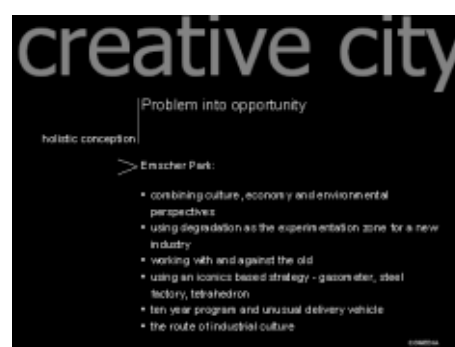 creative city
Problem into opportunity
holistic conception
Emscher Park:
• combining culture, economy and environmental
perspectives
• using degradation as the experimentation zone for a new
industry
• working with and against the old
• using an iconics based strategy - gasometer, steel
factory, tetrahedron
• ten year program and unusual delivery vehicle
• the route of industrial culture
COMEDIA